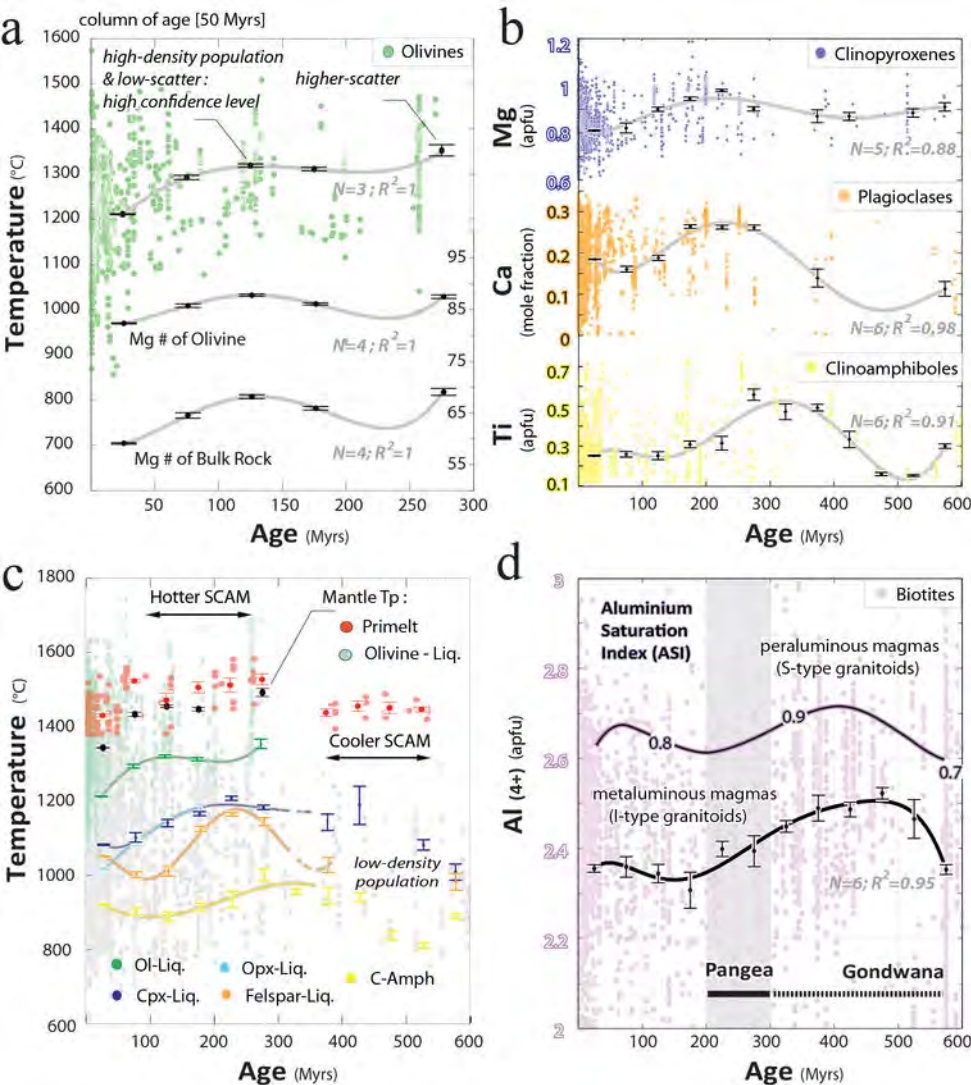 a
column of age [50 Myrs]
Olivines
high-density population
& low-scatter :
high confidence level
higher-scatter
1600
1500
1400
1300
1200
1100
1000
900
800
700
600
Temperature (°C)
N=3 ; R²=1
95
85
75
65
55
Mg # of Olivine
N=4 ; R²=1
Mg # of Bulk Rock
N=4 ; R²=1
50 100 150 200 250 300
Age (Myrs)
b
Clinopyroxenes
1.2
1
0.8
0.6
Mg
(apfu)
N=5 ; R²=0.88
Plagioclases
0.3
0.2
0.1
0
Ca
(mole fraction)
N=6; R²=0,98
Clinoamphiboles
0.7
0.5
0.3
0.1
Ti
(apfu)
N=6; R²=0.91
0 100 200 300 400 500 600
Age (Myrs)
c
1800
1600
1400
1200
1000
800
600
Temperature (°C)
Hotter SCAM
Mantle Tp :
Primelt
Olivine - Liq.
Cooler SCAM
low-density
population
Ol-Liq.
Opx-Liq.
C-Amph
Cpx-Liq.
Felspar-Liq.
0 100 200 300 400 500 600
Age (Myrs)
d
3
2.8
2.6
2.4
2.2
2
Al (4+) (apfu)
Biotites
Aluminium
Saturation
Index (ASI)
peraluminous magmas
(S-type granitoids)
0.9
0.8
0.7
metaluminous magmas
(I-type granitoids)
N=6; R²=0.95
Pangea
Gondwana
0 100 200 300 400 500 600
Age (Myrs)